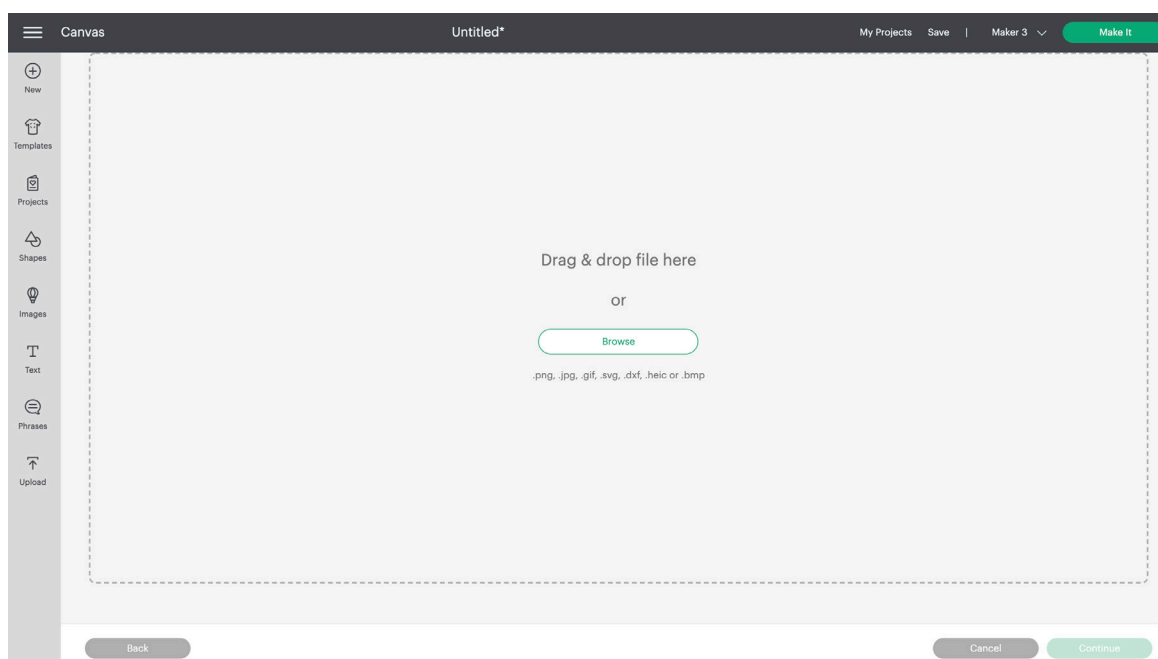 Canvas
Untitled*
My Projects Save | Maker 3 Make It
New
Templates
Projects
Shapes
Images
Text
Phrases
Upload
Drag & drop file here
or
Browse
.png, .jpg, .gif, .svg, .dxf, .heic or .bmp
Back
Cancel
Continue